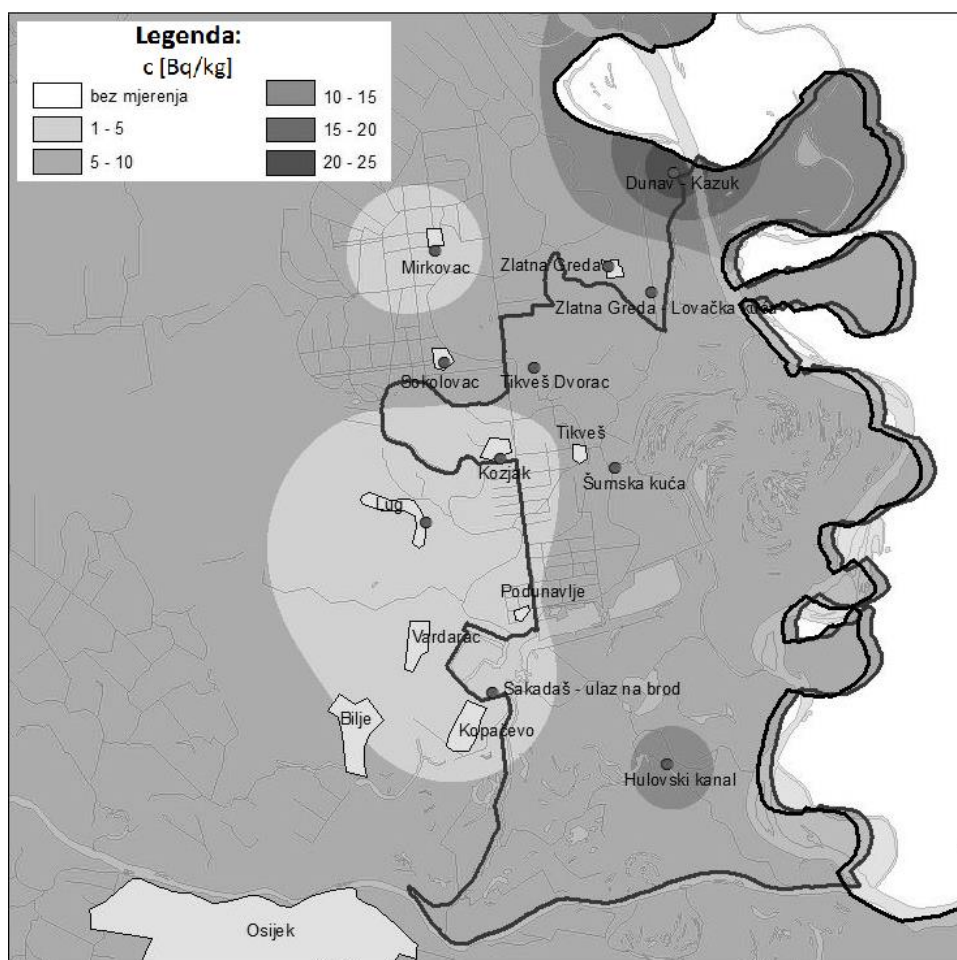 Legenda:
c [Bq/kg]
bez mjerenja
1 - 5
5 - 10
10 - 15
15 - 20
20 - 25
Dunav - Kazuk
Mirkovac
Zlatna Greda
Zlatna Greda - Lovačka kuća
Sokolovac
Tikveš Dvorac
Tikveš
Kozjak
Šumska kuća
Lug
Podunavlje
Vardarac
Sakadaš - ulaz na brod
Bilje
Kopačevo
Hulovski kanal
Osijek